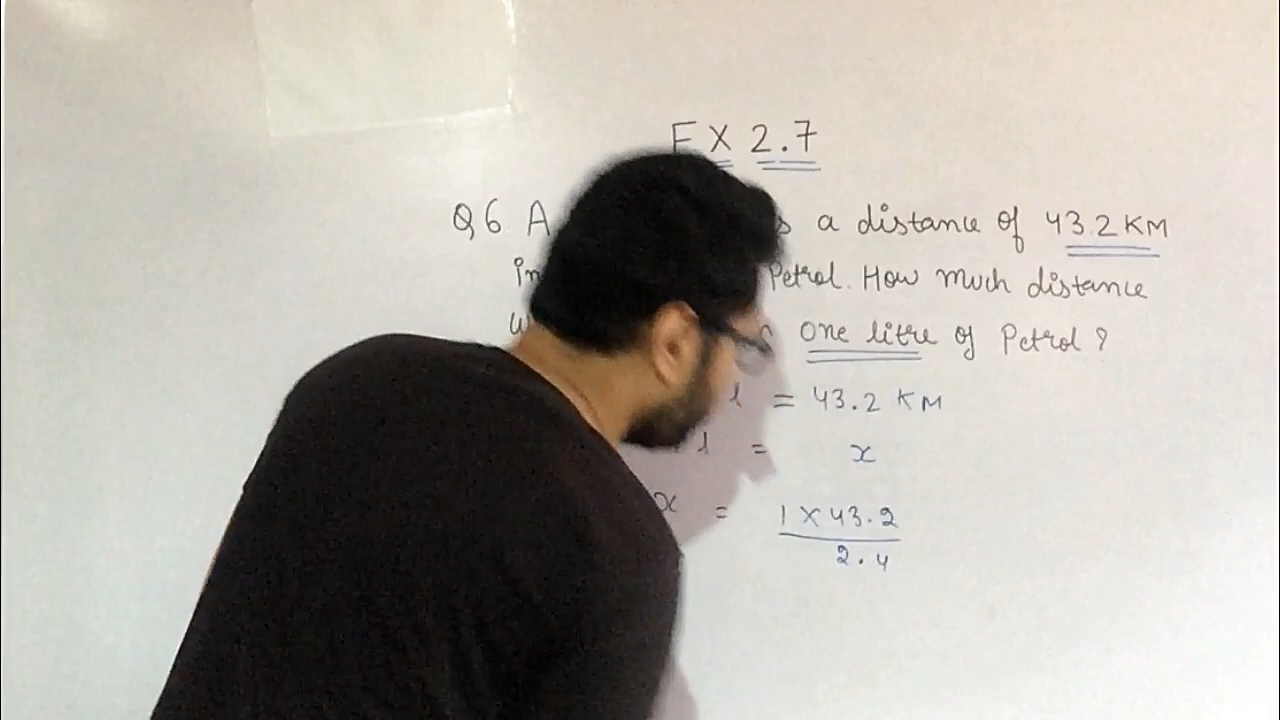 EX 2.7
Q6 A s a distance of 43.2 KM
in Petrol. How much distance
one litre of Petrol?
l = 43.2 KM
l = x
x = 1 X 43.2
2.4